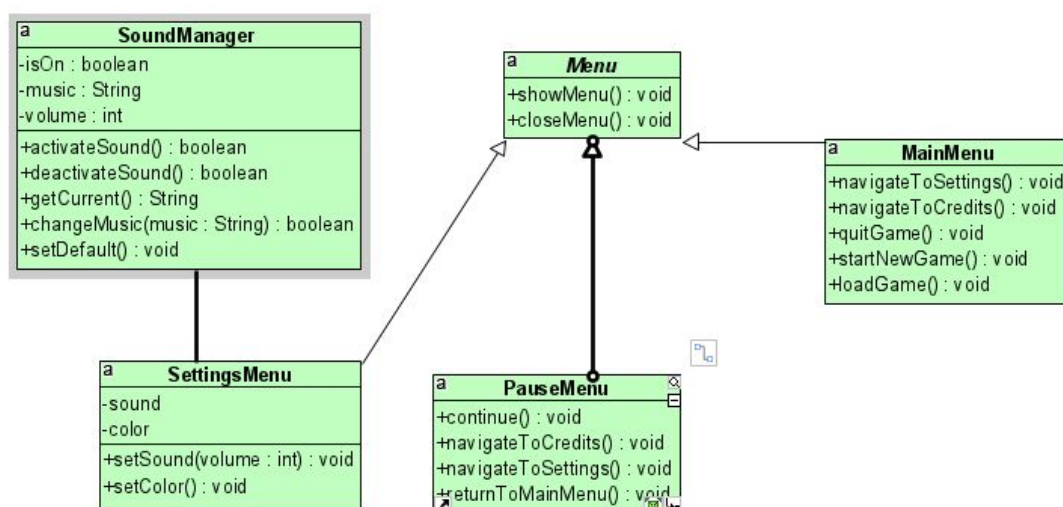 a
SoundManager
-isOn : boolean
-music : String
-volume : int
+activateSound() : boolean
+deactivateSound() : boolean
+getCurrent() : String
+changeMusic(music : String) : boolean
+setDefault() : void
a
Menu
+showMenu() : void
+closeMenu() : void
a
MainMenu
+navigateToSettings() : void
+navigateToCredits() : void
+quitGame() : void
+startNewGame() : void
+loadGame() : void
a
SettingsMenu
-sound
-color
+setSound(volume : int) : void
+setColor() : void
a
PauseMenu
+continue() : void
+navigateToCredits() : void
+navigateToSettings() : void
+returnToMainMenu() : void